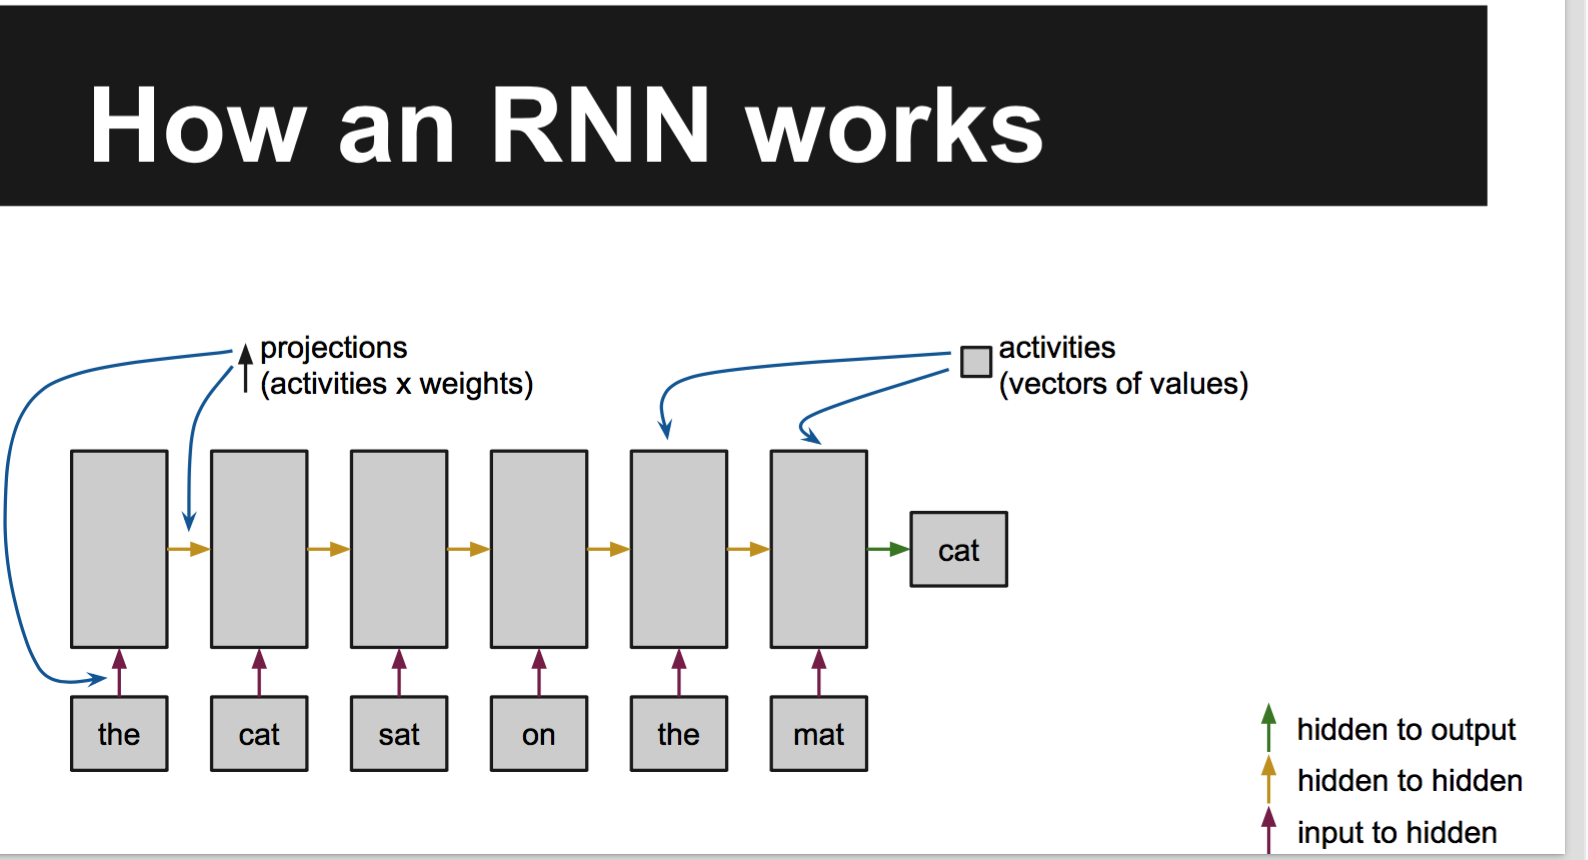 How an RNN works
projections
(activities x weights)
activities
(vectors of values)
cat
the
cat
sat
on
the
mat
hidden to output
hidden to hidden
input to hidden